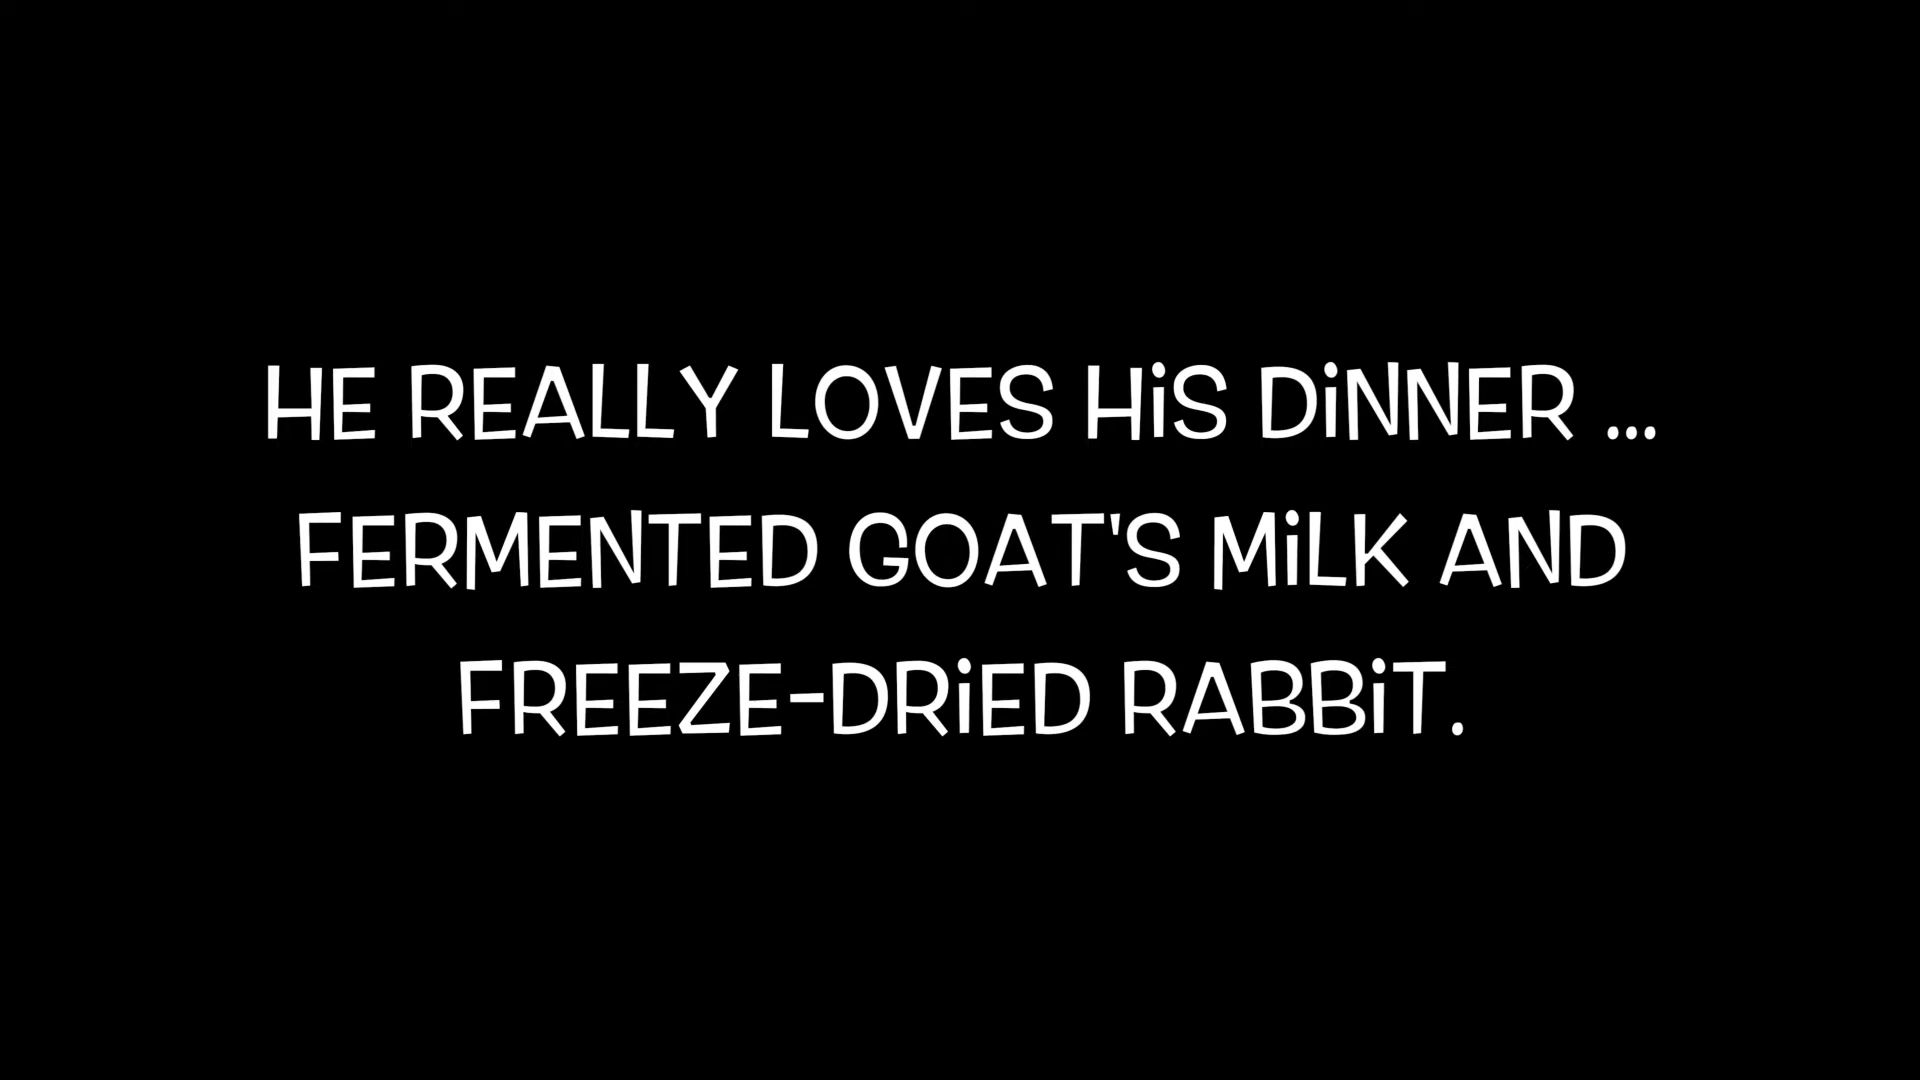 HE REALLY LOVES HiS DiNNER ...
FERMENTED GOAT'S MiLK AND
FREEZE-DRiED RABBiT.